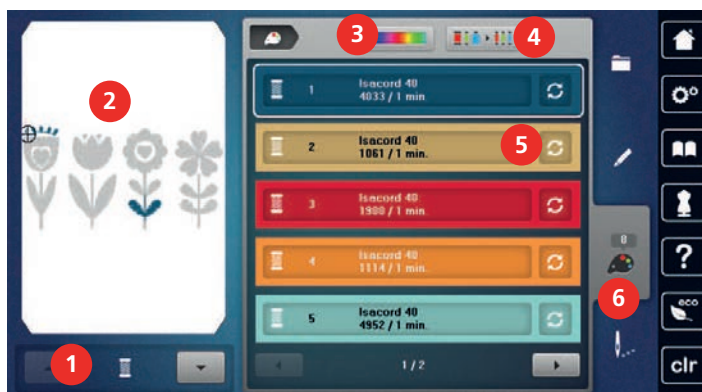 3
4
1
Isacord 40
4033 / 1 min
2
Isacord 40
1061 / 1 min.
5
3
Isacord 40
1900 / 1 min.
4
Isacord 40
1114 / 1 min.
5
Isacord 40
4952 / 1 min.
1 / 2
2
1
8
6
?
eco
clr